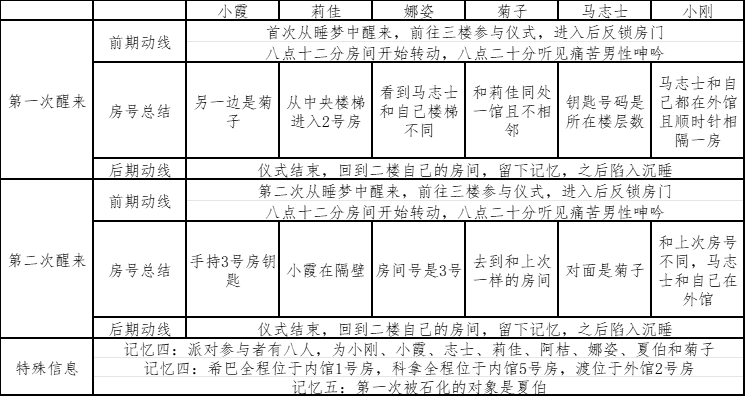 小霞 莉佳 娜姿 菊子 马志士 小刚
第一次醒来
前期动线
首次从睡梦中醒来，前往三楼参与仪式，进入后反锁房门
八点十二分房间开始转动，八点二十分听见痛苦男性呻吟
房号总结
另一边是菊
子
从中央楼梯
进入2号房
看到马志士
和自己楼梯
不同
和莉佳同处
一馆且不相
邻
钥匙号码是
所在楼层数
马志士和自
己都在外馆
且顺时针相
隔一房
后期动线
仪式结束，回到二楼自己的房间，留下记忆，之后陷入沉睡
第二次醒来
前期动线
第二次从睡梦中醒来，前往三楼参与仪式，进入后反锁房门
八点十二分房间开始转动，八点二十分听见痛苦男性呻吟
房号总结
手持3号房钥
匙
小霞在隔壁
房间号是3号
去到和上次
一样的房间
对面是菊子
和上次房号
不同，马志
士和自己在
外馆
后期动线
仪式结束，回到二楼自己的房间，留下记忆，之后陷入沉睡
特殊信息
记忆四：派对参与者有八人，为小刚、小霞、志士、莉佳、阿桔、娜姿、夏伯和菊子
记忆四：希巴全程位于内馆1号房，科拿全程位于内馆5号房，渡位于外馆2号房
记忆五：第一次被石化的对象是夏伯